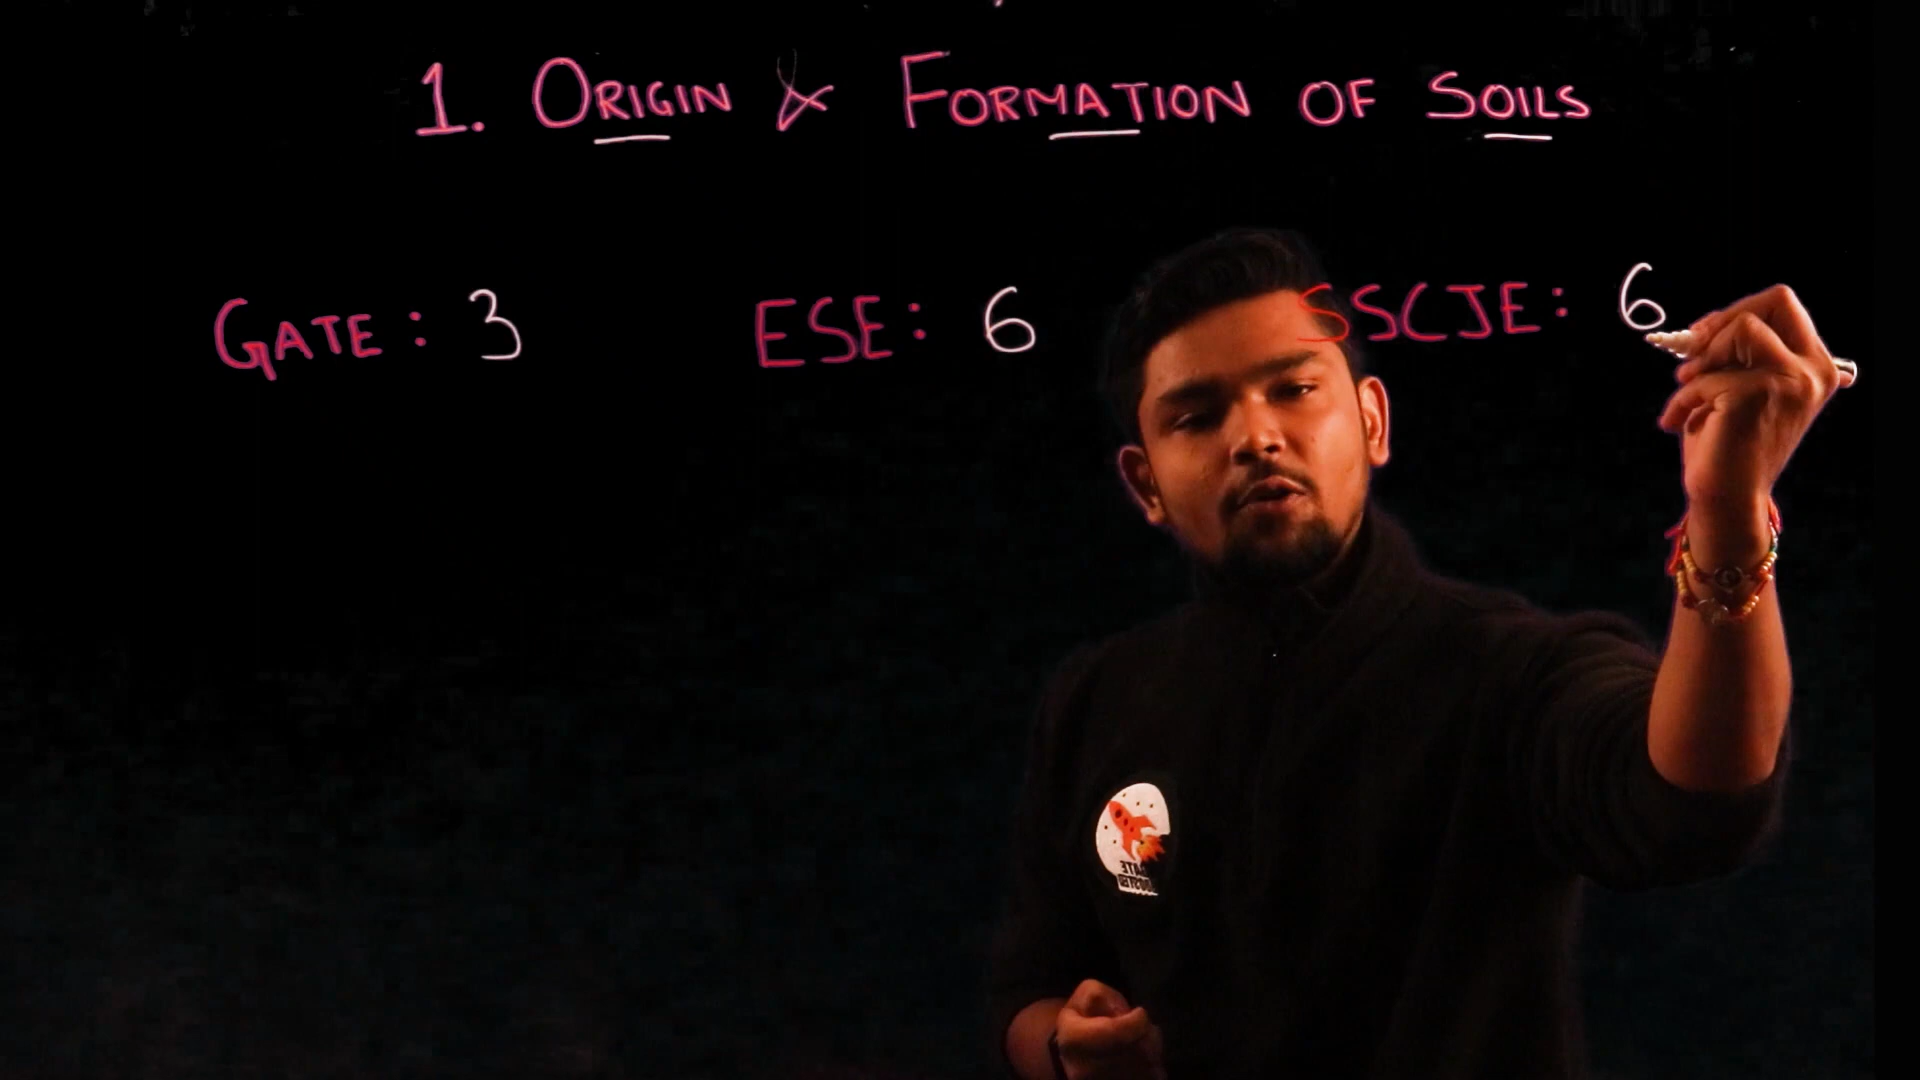 1. ORIGIN & FORMATION OF SOILS
GATE: 3 ESE: 6 SSCJE: 6